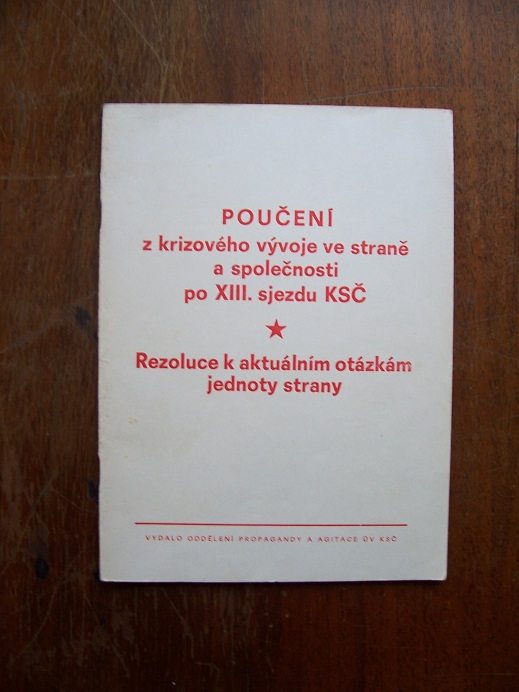 POUČENÍ
z krizového vývoje ve straně
a společnosti
po XIII. sjezdu KSČ
Rezoluce k aktuálním otázkám
jednoty strany
VYDALO ODDĚLENÍ PROPAGANDY A AGITACE ÚV KSČ